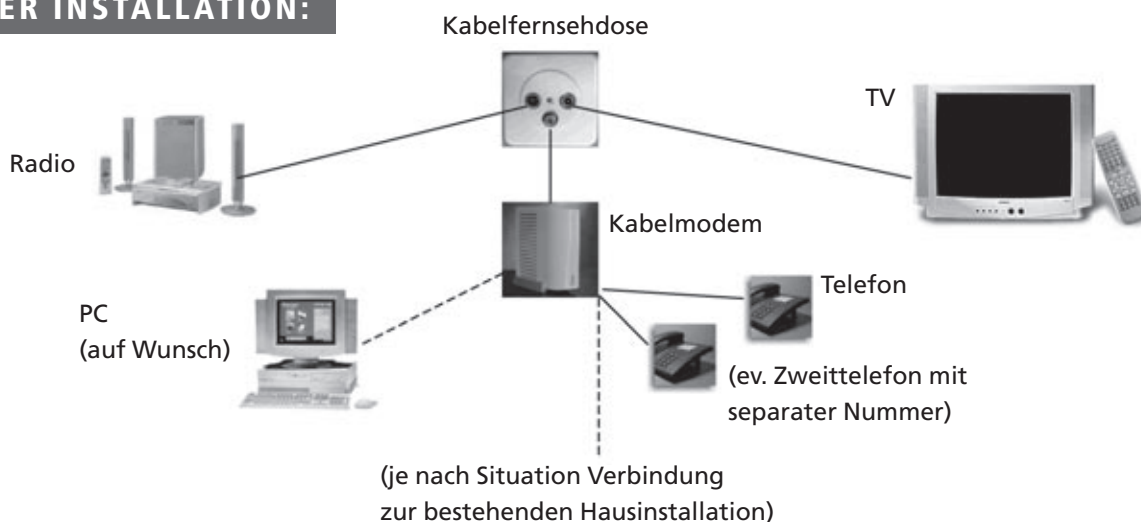 ER INSTALLATION:
Kabelfernsehdose
TV
Radio
Kabelmodem
Telefon
PC
(auf Wunsch)
(ev. Zweittelefon mit
separater Nummer)
(je nach Situation Verbindung
zur bestehenden Hausinstallation)